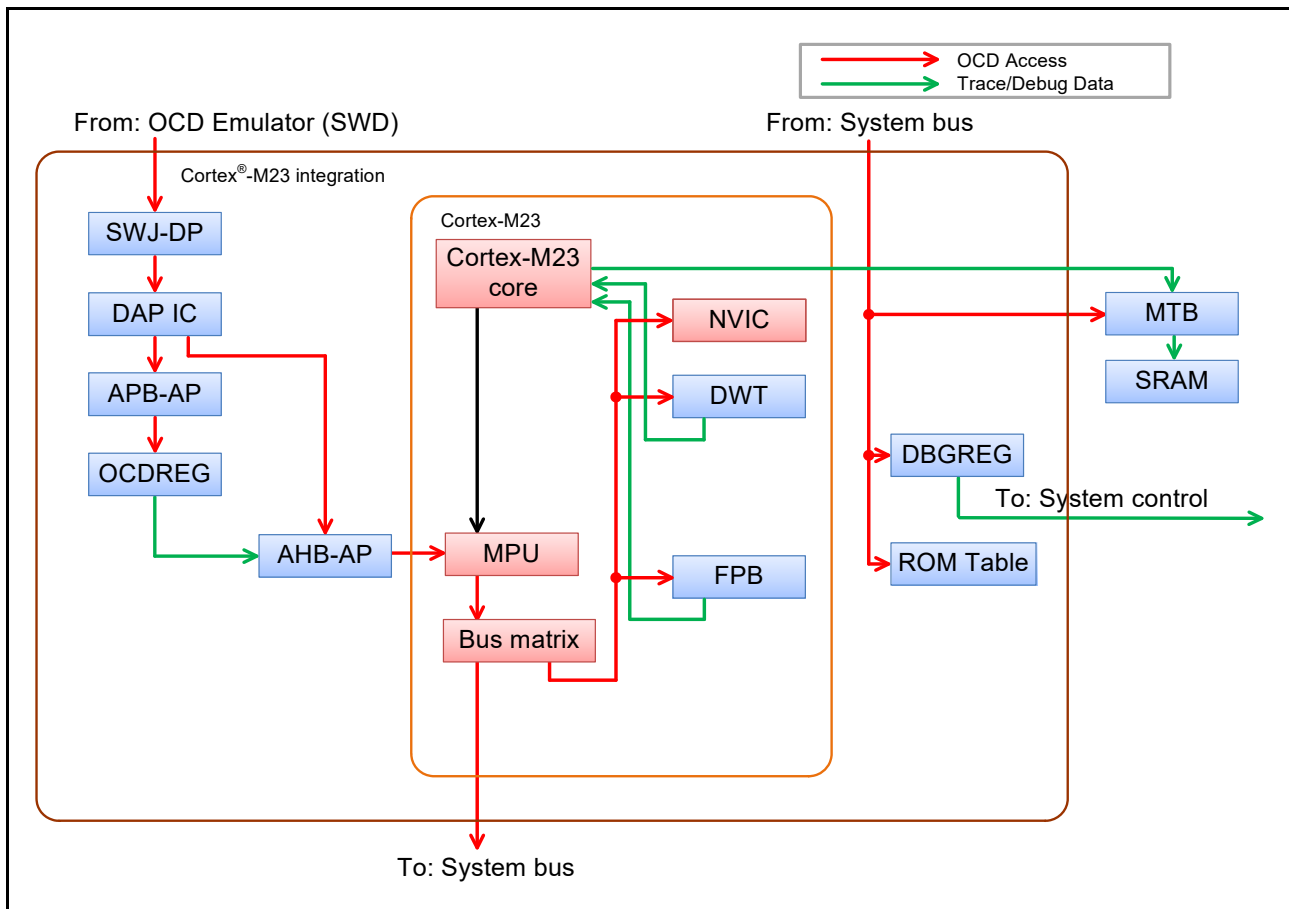 OCD Access
Trace/Debug Data
From: OCD Emulator (SWD)
From: System bus
Cortex®-M23 integration
SWJ-DP
DAP IC
APB-AP
OCDREG
AHB-AP
Cortex-M23
Cortex-M23
core
NVIC
DWT
MPU
FPB
Bus matrix
MTB
SRAM
DBGREG
To: System control
ROM Table
To: System bus